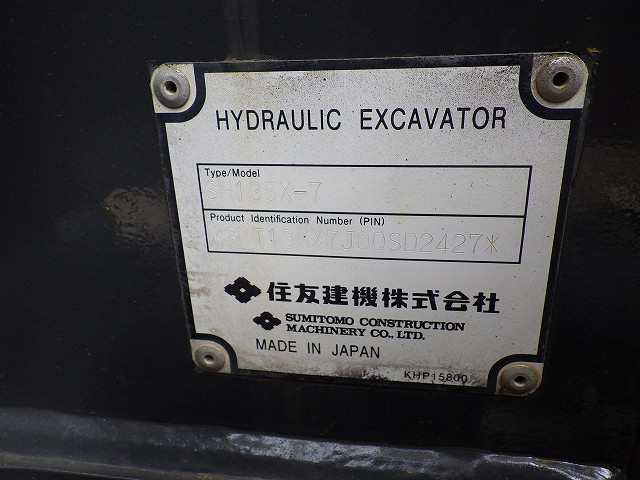 HYDRAULIC EXCAVATOR
Type/Model
SH135X-7
Product Identification Number (PIN)
住友建機株式会社
SUMITOMO CONSTRUCTION
MACHINERY CO., LTD.
MADE IN JAPAN
KHP15800